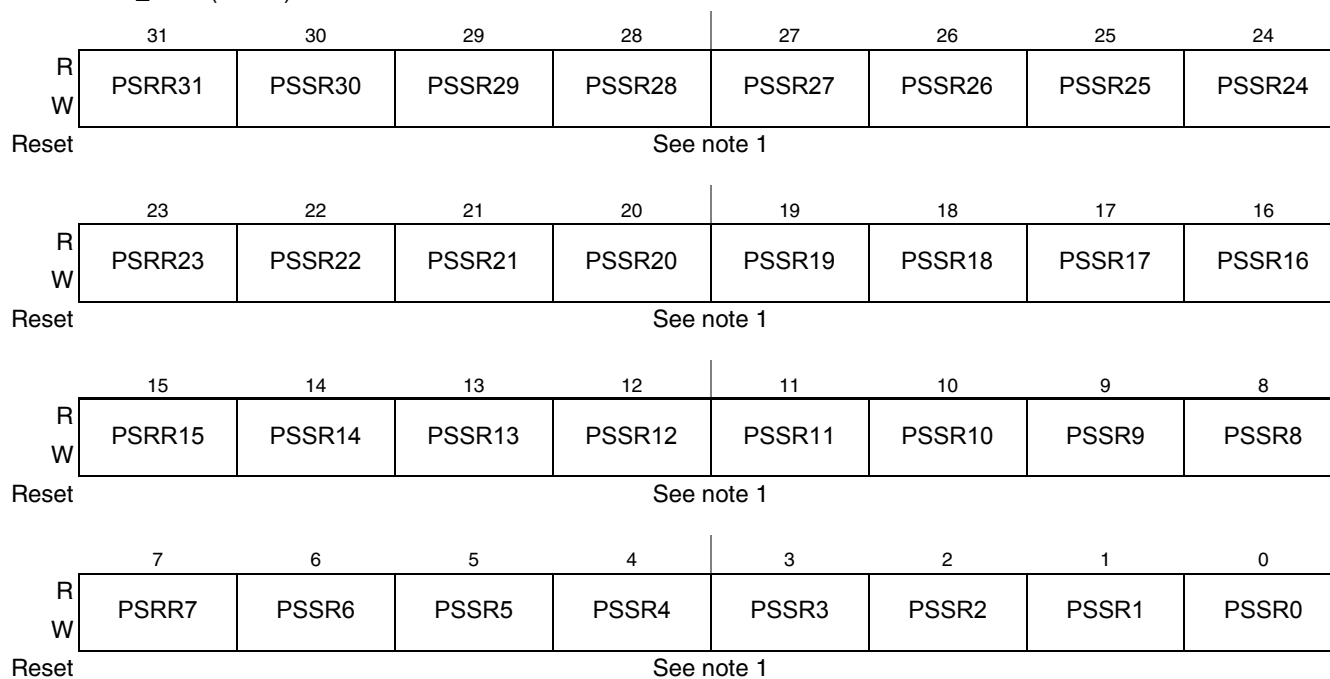 31 30 29 28 27 26 25 24
R
W
PSRR31 PSSR30 PSSR29 PSSR28 PSSR27 PSSR26 PSSR25 PSSR24
Reset See note 1
23 22 21 20 19 18 17 16
R
W
PSRR23 PSSR22 PSSR21 PSSR20 PSSR19 PSSR18 PSSR17 PSSR16
Reset See note 1
15 14 13 12 11 10 9 8
R
W
PSRR15 PSSR14 PSSR13 PSSR12 PSSR11 PSSR10 PSSR9 PSSR8
Reset See note 1
7 6 5 4 3 2 1 0
R
W
PSRR7 PSSR6 PSSR5 PSSR4 PSSR3 PSSR2 PSSR1 PSSR0
Reset See note 1